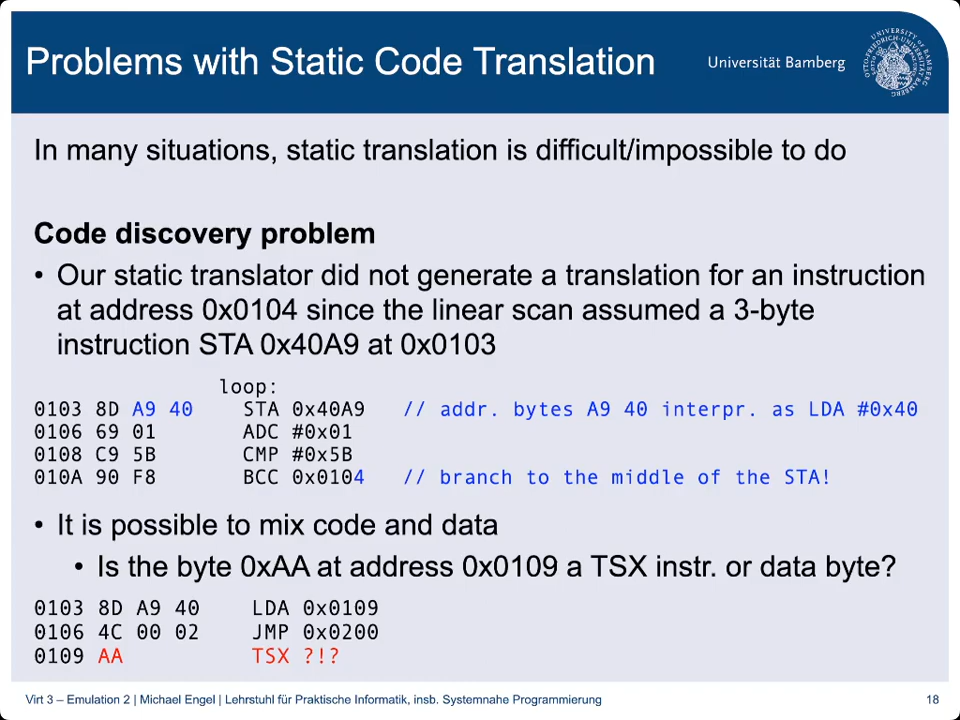 Problems with Static Code Translation
Universität Bamberg
In many situations, static translation is difficult/impossible to do
Code discovery problem
• Our static translator did not generate a translation for an instruction
at address 0x0104 since the linear scan assumed a 3-byte
instruction STA 0x40A9 at 0x0103
loop:
0103 8D A9 40 STA 0x40A9 // addr. bytes A9 40 interpr. as LDA #0x40
0106 69 01 ADC #0x01
0108 C9 5B CMP #0x5B
010A 90 F8 BCC 0x0104 // branch to the middle of the STA!
• It is possible to mix code and data
• Is the byte 0xAA at address 0x0109 a TSX instr. or data byte?
0103 8D A9 40 LDA 0x0109
0106 4C 00 02 JMP 0x0200
0109 AA TSX ?!?
Virt 3 – Emulation 2 | Michael Engel | Lehrstuhl für Praktische Informatik, insb. Systemnahe Programmierung
18